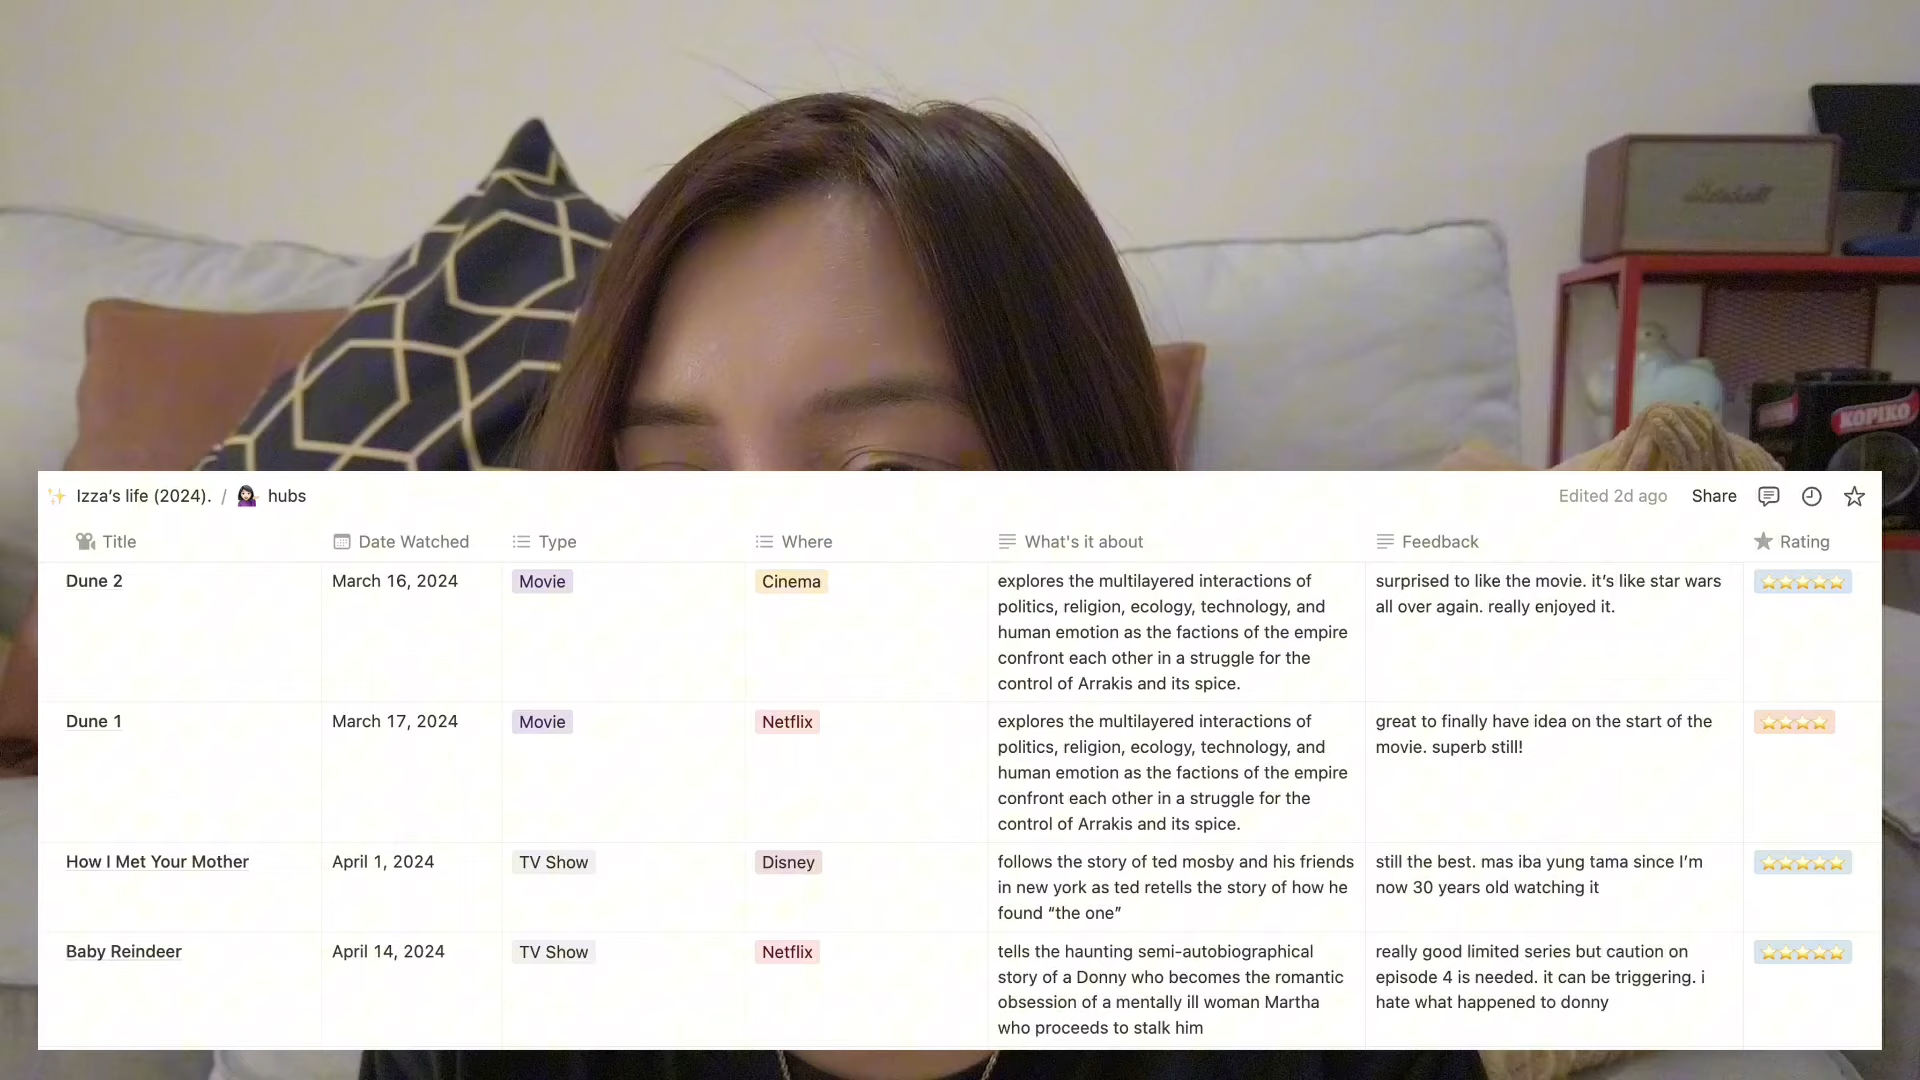 Marshall
KOPIKO
Izza's life (2024). / hubs
Edited 2d ago Share
Title Date Watched Type Where What's it about Feedback Rating
Dune 2 March 16, 2024 Movie Cinema explores the multilayered interactions of
politics, religion, ecology, technology, and
human emotion as the factions of the empire
confront each other in a struggle for the
control of Arrakis and its spice.
surprised to like the movie. it’s like star wars
all over again. really enjoyed it.
Dune 1 March 17, 2024 Movie Netflix explores the multilayered interactions of
politics, religion, ecology, technology, and
human emotion as the factions of the empire
confront each other in a struggle for the
control of Arrakis and its spice.
great to finally have idea on the start of the
movie. superb still!
How I Met Your Mother April 1, 2024 TV Show Disney follows the story of ted mosby and his friends
in new york as ted retells the story of how he
found “the one”
still the best. mas iba yung tama since I’m
now 30 years old watching it
Baby Reindeer April 14, 2024 TV Show Netflix tells the haunting semi-autobiographical
story of a Donny who becomes the romantic
obsession of a mentally ill woman Martha
who proceeds to stalk him
really good limited series but caution on
episode 4 is needed. it can be triggering. i
hate what happened to donny